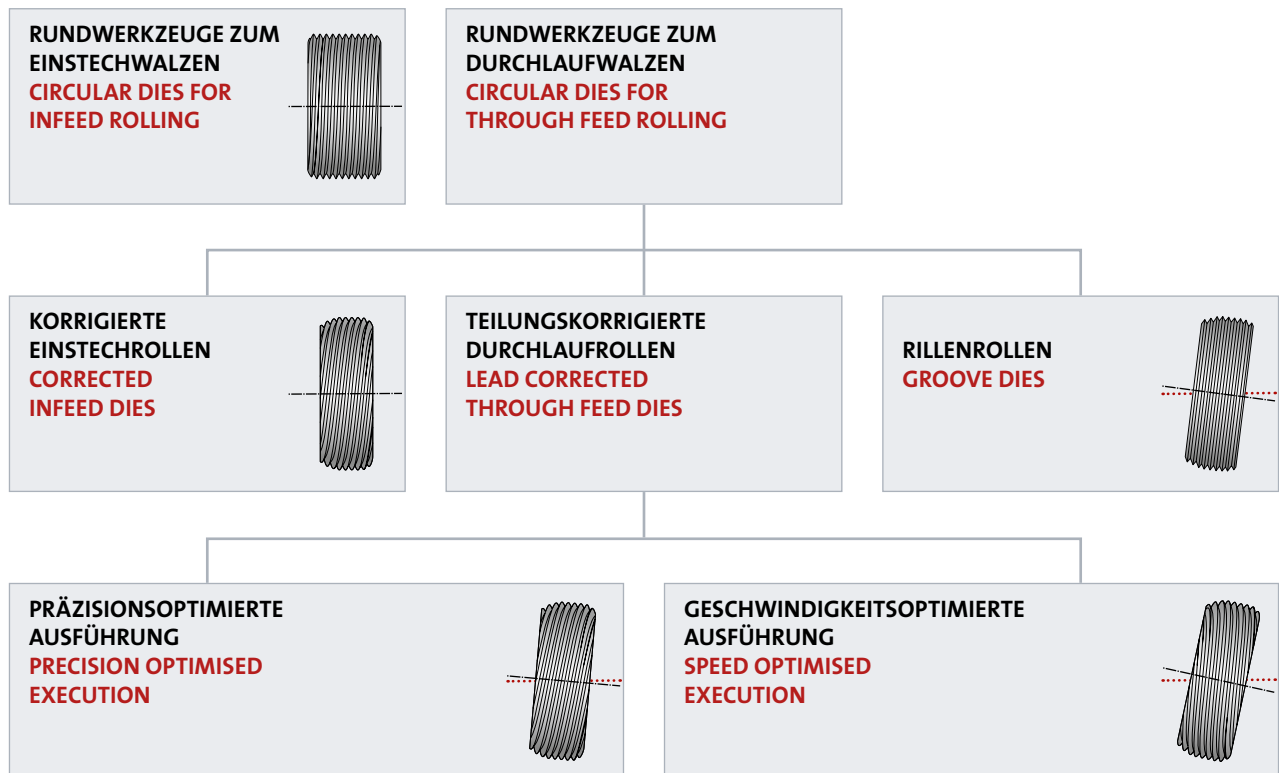 RUNDWERKZEUGE ZUM
EINSTECHWALZEN
CIRCULAR DIES FOR
INFEED ROLLING
RUNDWERKZEUGE ZUM
DURCHLAUFWALZEN
CIRCULAR DIES FOR
THROUGH FEED ROLLING
KORRIGIERTE
EINSTECHROLLEN
CORRECTED
INFEED DIES
TEILUNGSKORRIGIERTE
DURCHLAUFROLLEN
LEAD CORRECTED
THROUGH FEED DIES
RILLENROLLEN
GROOVE DIES
PRÄZISIONSOPTIMIERTE
AUSFÜHRUNG
PRECISION OPTIMISED
EXECUTION
GESCHWINDIGKEITSOPTIMIERTE
AUSFÜHRUNG
SPEED OPTIMISED
EXECUTION